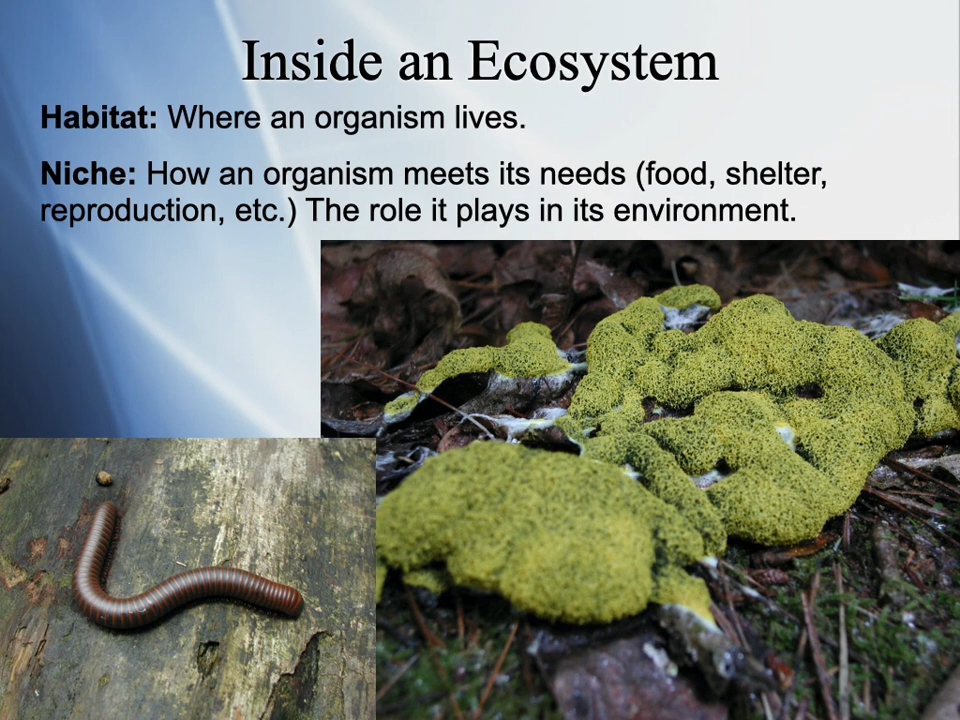 Inside an Ecosystem
Habitat: Where an organism lives.
Niche: How an organism meets its needs (food, shelter,
reproduction, etc.) The role it plays in its environment.